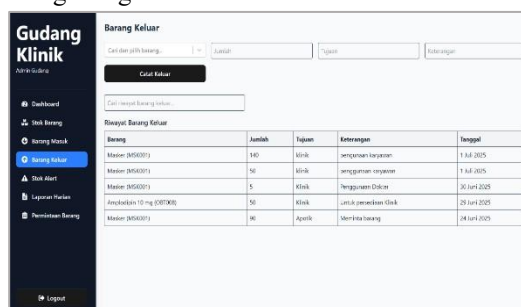 Gudang
Klinik
Admin Gudang
Dashboard
Stok Barang
Barang Masuk
Barang Keluar
Stok Alert
Laporan Harian
Permintaan Barang
Logout
Barang Keluar
Cari dan pilih barang...
Jumlah
Tujuan
Keterangan
Catat Keluar
Cari riwayat barang keluar...
Riwayat Barang Keluar
Barang Jumlah Tujuan Keterangan Tanggal
Masker (MSK001) 140 klinik pengunaan karyawan 1 Juli 2025
Masker (MSK001) 50 klinik penggunaan karyawan 1 Juli 2025
Masker (MSK001) 5 Klinik Penggunaan Dokter 30 Juni 2025
Amplodipin 10 mg (OBT008) 50 Klinik untuk persediaan Klinik 29 Juni 2025
Masker (MSK001) 90 Apotik Meminta barang 24 Juni 2025